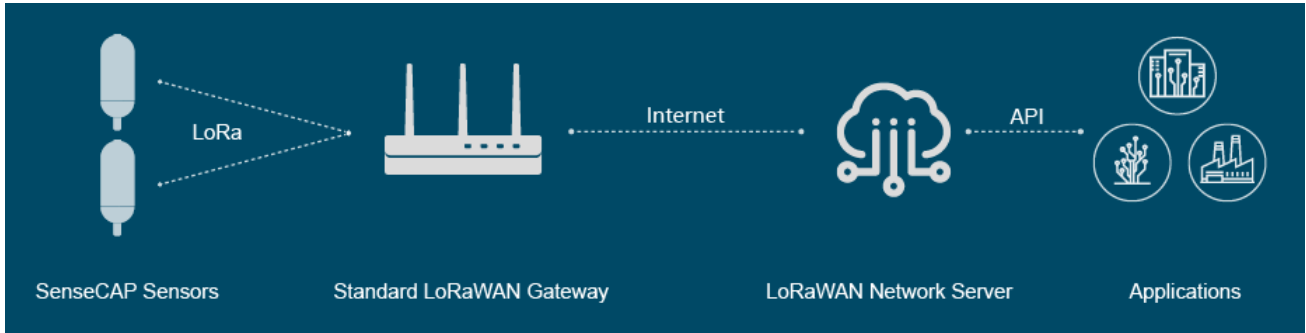 LoRa
Internet
API
SenseCAP Sensors
Standard LoRaWAN Gateway
LoRaWAN Network Server
Applications